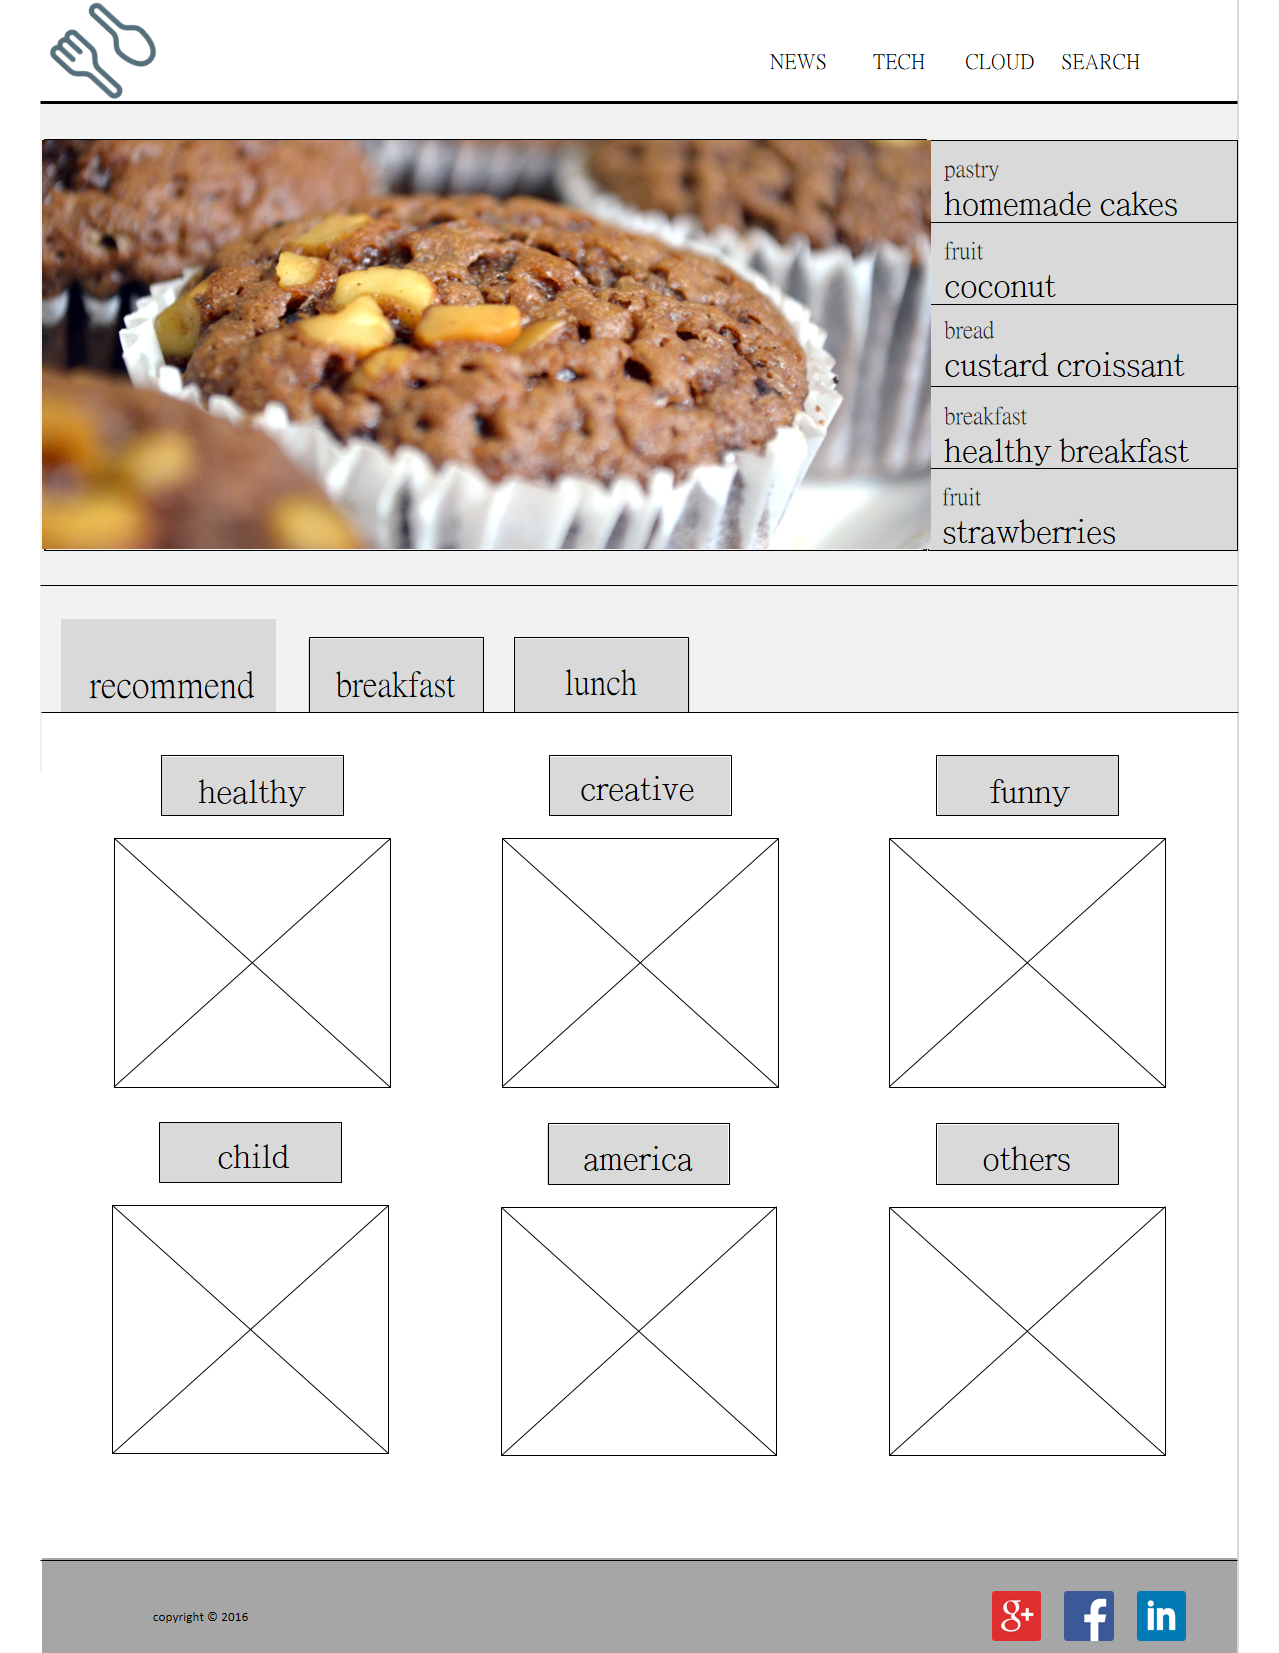 NEWS TECH CLOUD SEARCH
pastry
homemade cakes
fruit
coconut
bread
custard croissant
breakfast
healthy breakfast
fruit
strawberries
recommend breakfast lunch
healthy creative funny
child america others
copyright © 2016
g+ f in